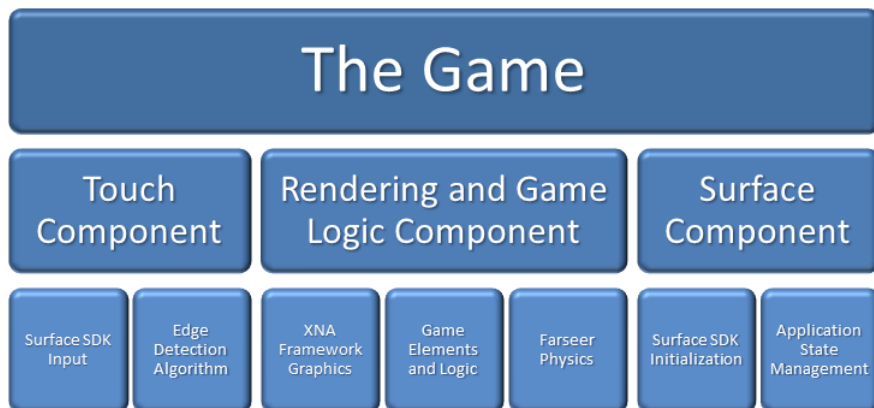 The Game
Touch
Component
Rendering and Game
Logic Component
Surface
Component
Surface SDK
Input
Edge
Detection
Algorithm
XNA
Framework
Graphics
Game
Elements
and Logic
Farseer
Physics
Surface SDK
Initialization
Application
State
Management